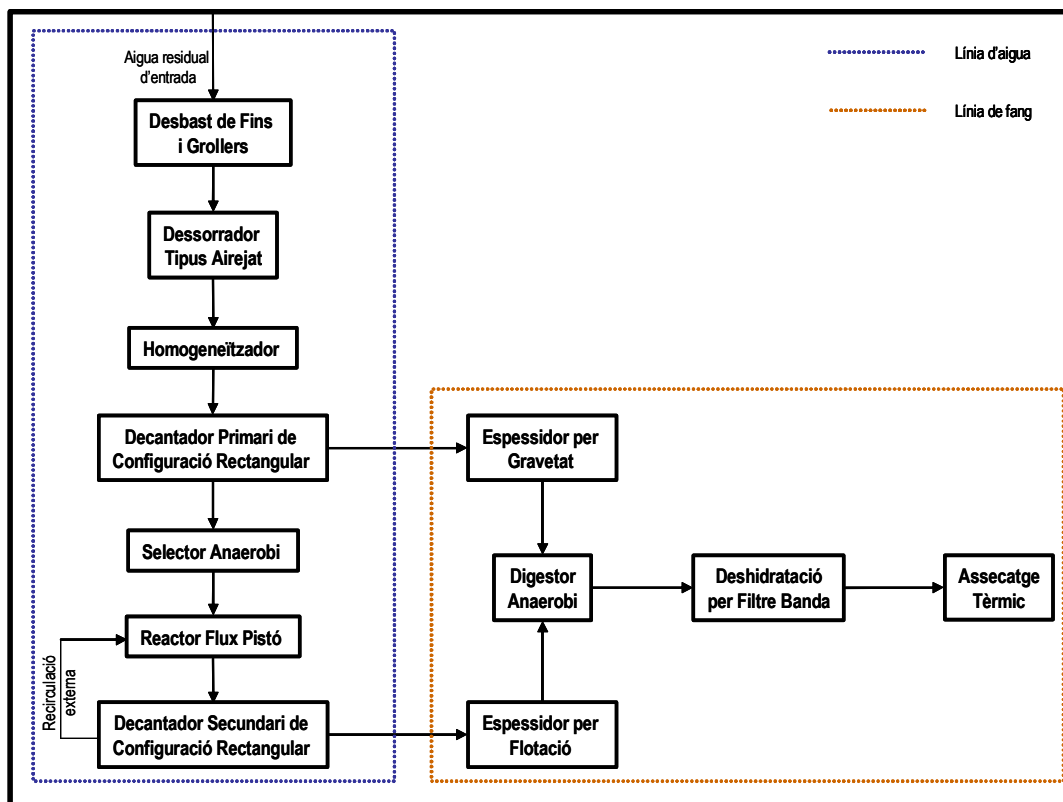 Aigua residual
d'entrada
Línia d'aigua
Línia de fang
Desbast de Fins
i Grollers
Dessorrador
Tipus Airejat
Homogeneïtzador
Decantador Primari de
Configuració Rectangular
Espessidor per
Gravetat
Selector Anaerobi
Digestor
Anaerobi
Deshidratació
per Filtre Banda
Assecatge
Tèrmic
Reactor Flux Pistó
Recirculació
externa
Decantador Secundari de
Configuració Rectangular
Espessidor per
Flotació